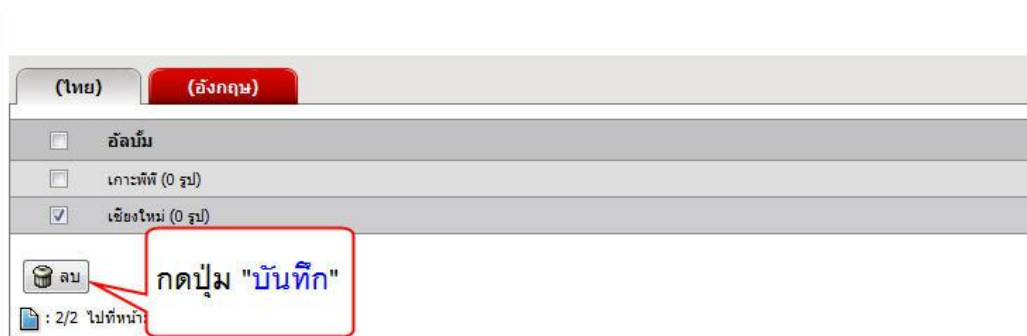 (ไทย) (อังกฤษ)
อัลบั้ม
เกาะพีพี (0 รูป)
เชียงใหม่ (0 รูป)
ลบ
กดปุ่ม "บันทึก"
: 2/2 ไปที่หน้า